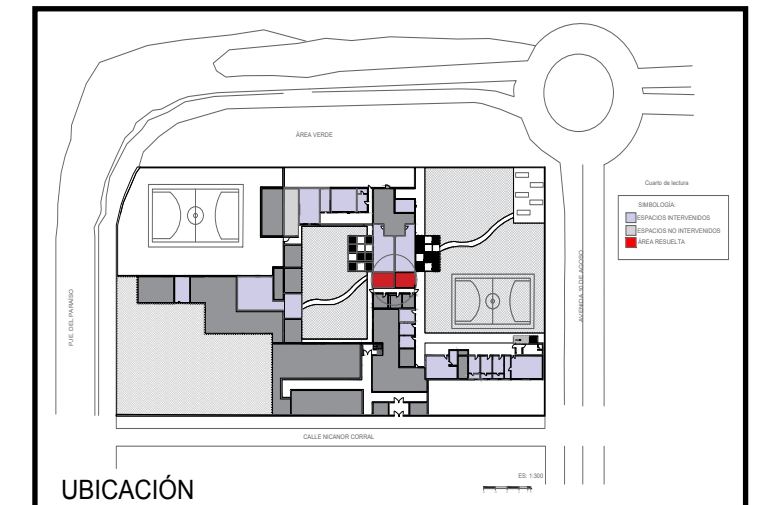 ÁREA VERDE
Cuarto de lectura
SIMBOLOGÍA:
ESPACIOS INTERVENIDOS
ESPACIOS NO INTERVENIDOS
ÁREA RESUELTA
PJE. DEL PARAÍSO
AVENIDA 10 DE AGOSO
CALLE NICANOR CORRAL
ES: 1:300
UBICACIÓN